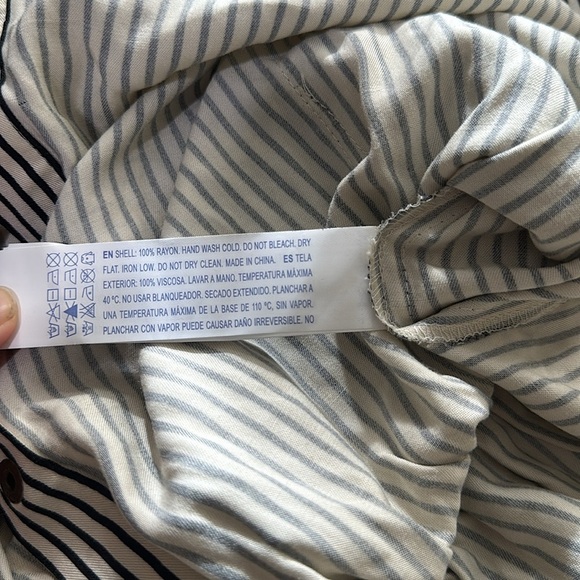 EN SHELL: 100% RAYON. HAND WASH COLD. DO NOT BLEACH. DRY
FLAT. IRON LOW. DO NOT DRY CLEAN. MADE IN CHINA. ES TELA
EXTERIOR: 100% VISCOSA. LAVAR A MANO. TEMPERATURA MÁXIMA
40 ºC. NO USAR BLANQUEADOR. SECADO EXTENDIDO. PLANCHAR A
UNA TEMPERATURA MÁXIMA DE LA BASE DE 110 ºC, SIN VAPOR.
PLANCHAR CON VAPOR PUEDE CAUSAR DAÑO IRREVERSIBLE. NO